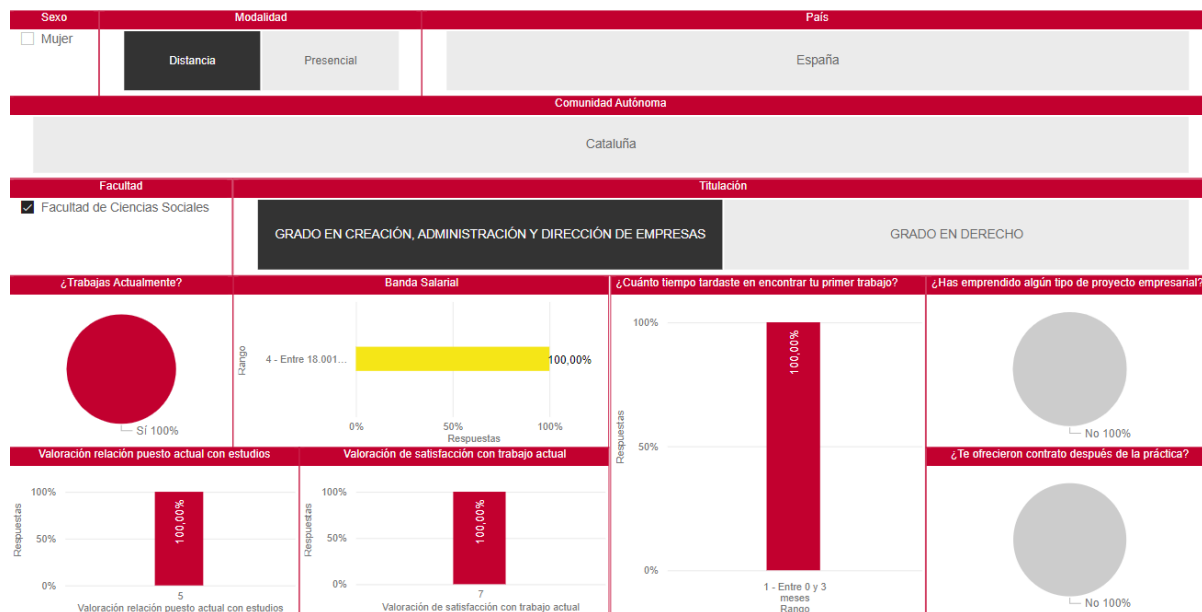 Sexo
Modalidad
País
Mujer
Distancia
Presencial
España
Comunidad Autónoma
Cataluña
Facultad
Titulación
Facultad de Ciencias Sociales
GRADO EN CREACIÓN, ADMINISTRACIÓN Y DIRECCIÓN DE EMPRESAS
GRADO EN DERECHO
¿Trabajas Actualmente?
Sí 100%
Banda Salarial
Rango
4 - Entre 18.001...
100,00%
0%
50%
100%
Respuestas
¿Cuánto tiempo tardaste en encontrar tu primer trabajo?
Respuestas
100%
50%
0%
100,00%
1 - Entre 0 y 3
meses
Rango
¿Has emprendido algún tipo de proyecto empresarial?
No 100%
Valoración relación puesto actual con estudios
Respuestas
100%
50%
0%
100,00%
5
Valoración relación puesto actual con estudios
Valoración de satisfacción con trabajo actual
Respuestas
100%
50%
0%
100,00%
7
Valoración de satisfacción con trabajo actual
¿Te ofrecieron contrato después de la práctica?
No 100%